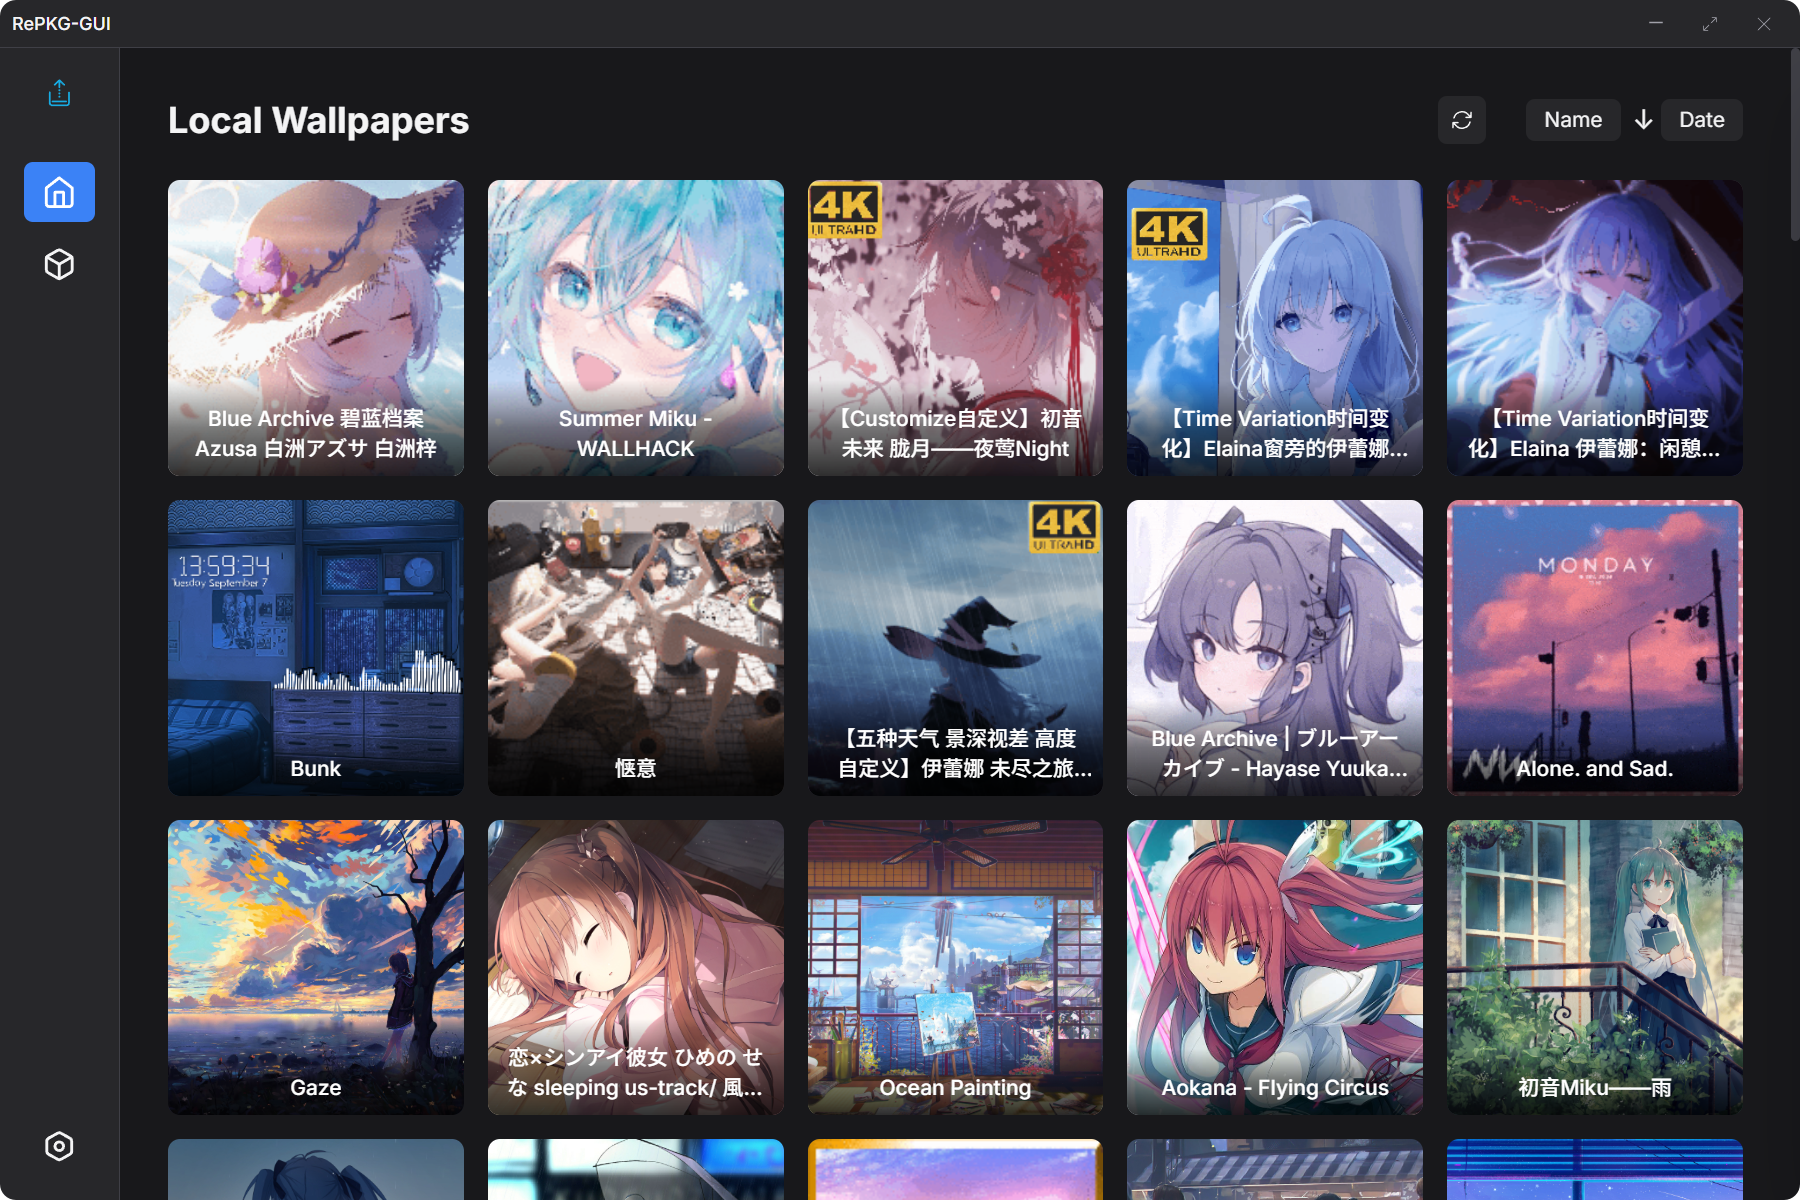 RePKG-GUI
Local Wallpapers
Name
Date
Blue Archive 碧蓝档案
Azusa 白洲アズサ 白洲梓
Summer Miku -
WALLHACK
4K
ULTRAHD
【Customize自定义】初音
未来 胧月——夜莺Night
4K
ULTRAHD
【Time Variation时间变
化】Elaina窗旁的伊蕾娜...
【Time Variation时间变
化】Elaina 伊蕾娜：闲憩...
13:59:34
Tuesday September 7
Bunk
惬意
4K
ULTRAHD
【五种天气 景深视差 高度
自定义】伊蕾娜 未尽之旅...
Blue Archive | ブルーアー
カイブ - Hayase Yuuka...
MONDAY
Alone. and Sad.
Gaze
恋×シンアイ彼女 ひめの せ
な sleeping us-track/ 風...
Ocean Painting
Aokana - Flying Circus
初音Miku——雨